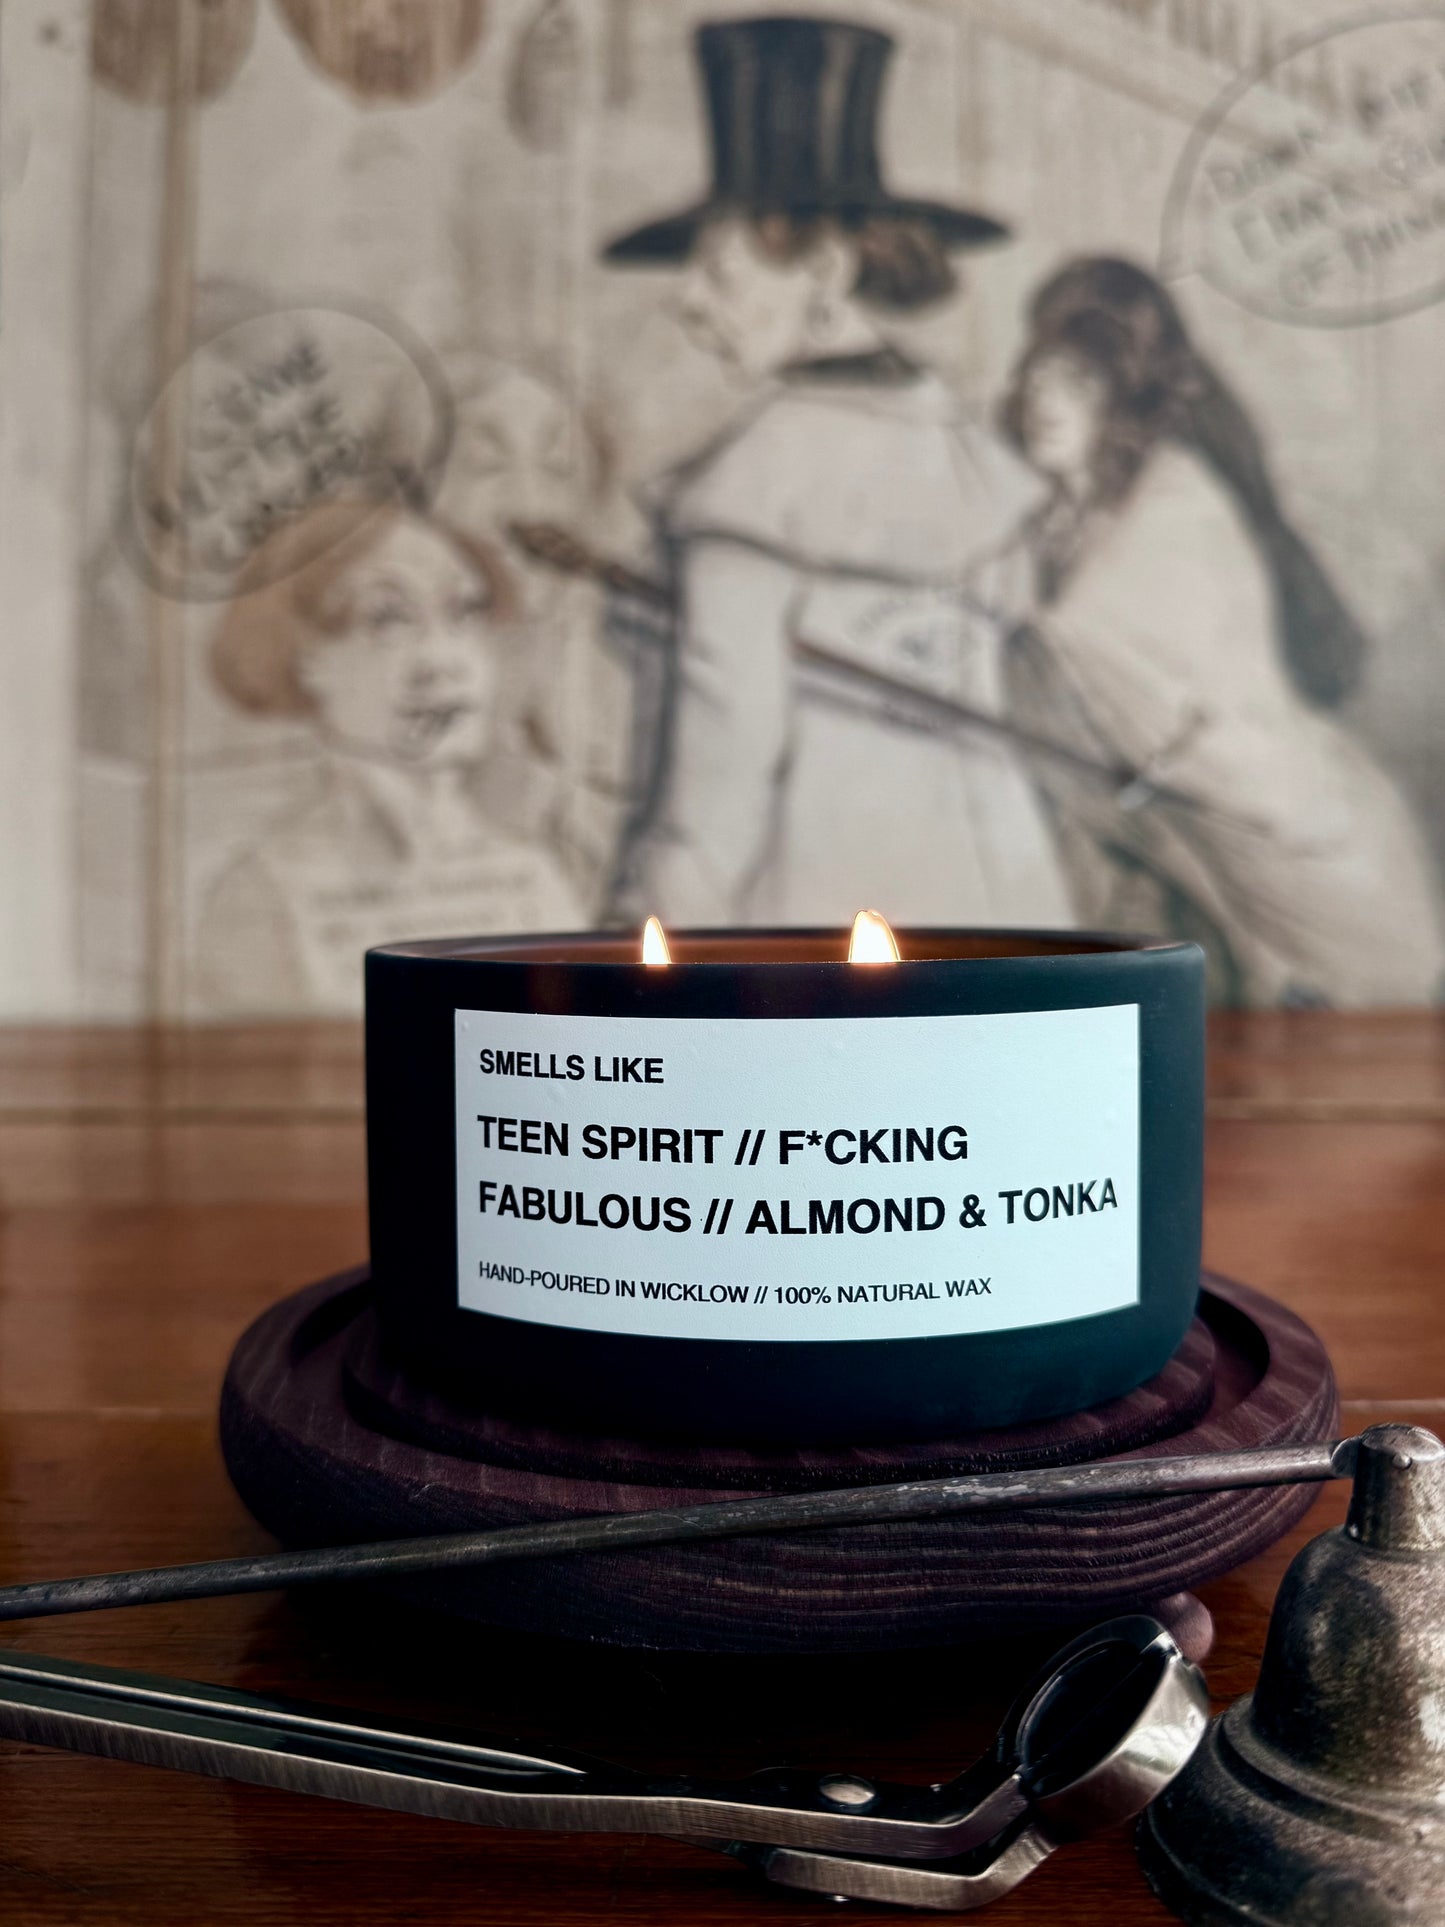 SMELLS LIKE
TEEN SPIRIT // F*CKING
FABULOUS // ALMOND & TONKA
HAND-POURED IN WICKLOW // 100% NATURAL WAX